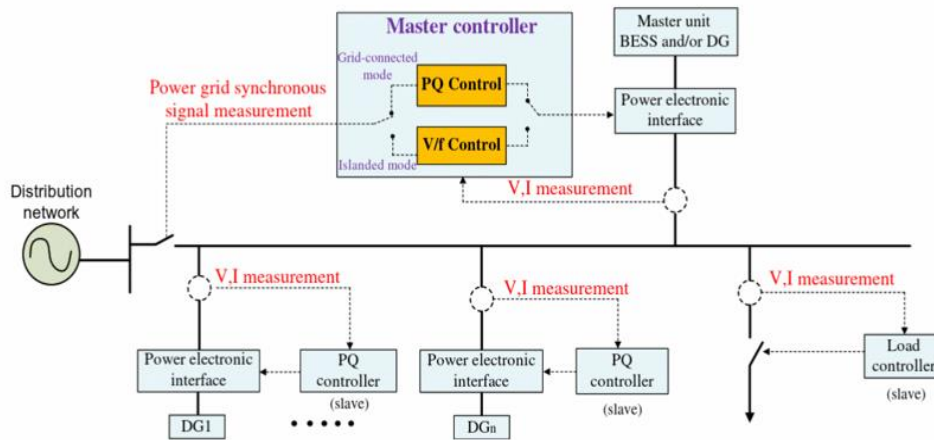 Master controller
Grid-connected
mode
PQ Control
V/f Control
Islanded mode
Master unit
BESS and/or DG
Power electronic
interface
Power grid synchronous
signal measurement
V,I measurement
Distribution
network
V,I measurement
V,I measurement
V,I measurement
Power electronic
interface
PQ
controller
(slave)
DG1
Power electronic
interface
PQ
controller
(slave)
DGn
Load
controller
(slave)